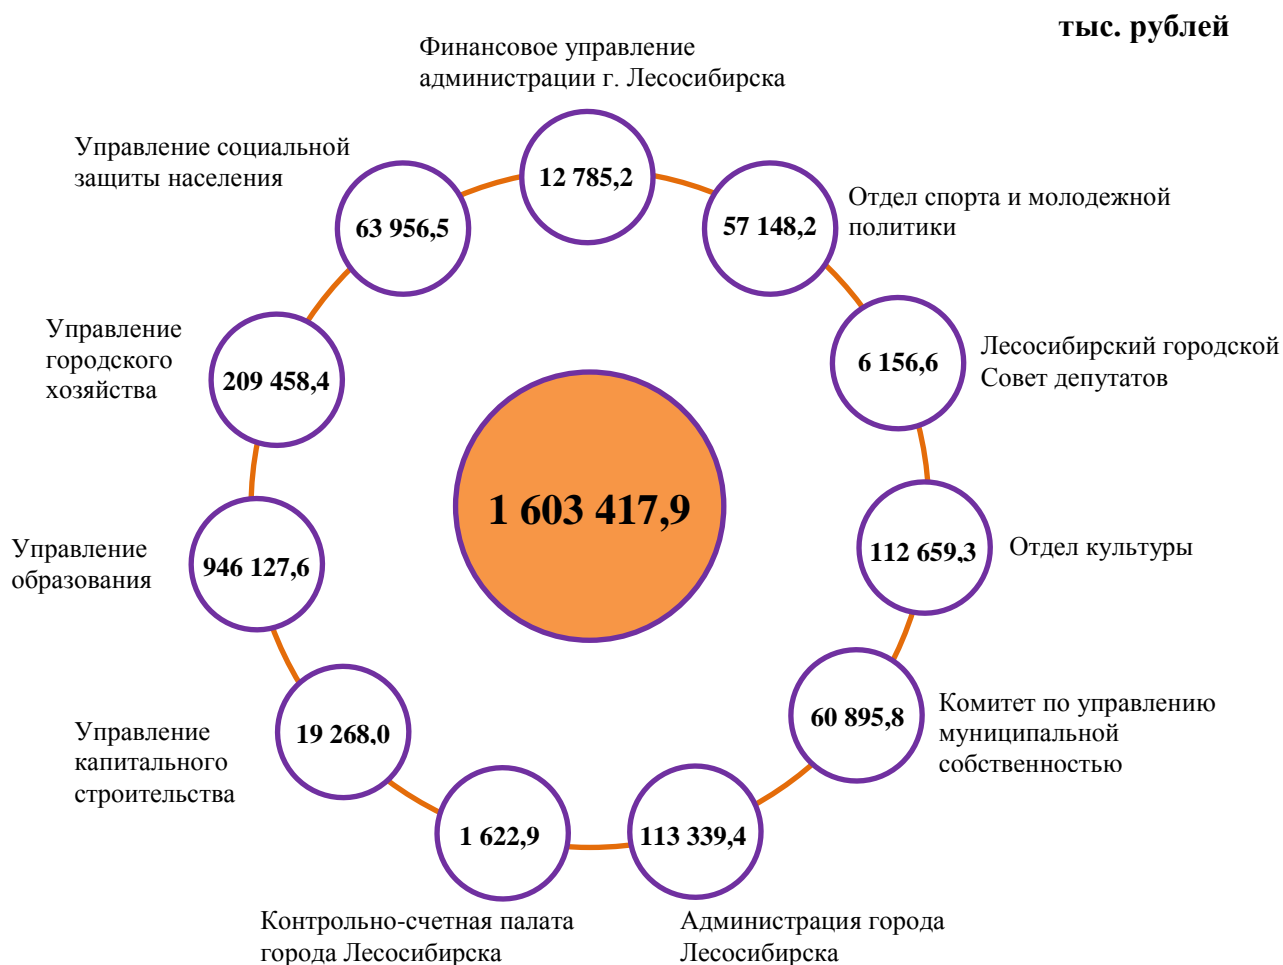 тыс. рублей
Финансовое управление
администрации г. Лесосибирска
12 785,2
Управление социальной
защиты населения
63 956,5
57 148,2
Отдел спорта и молодежной
политики
Управление
городского
хозяйства
209 458,4
6 156,6
Лесосибирский городской
Совет депутатов
1 603 417,9
Управление
образования
946 127,6
112 659,3
Отдел культуры
Управление
капитального
строительства
19 268,0
60 895,8
Комитет по управлению
муниципальной
собственностью
1 622,9
113 339,4
Контрольно-счетная палата
города Лесосибирска
Администрация города
Лесосибирска